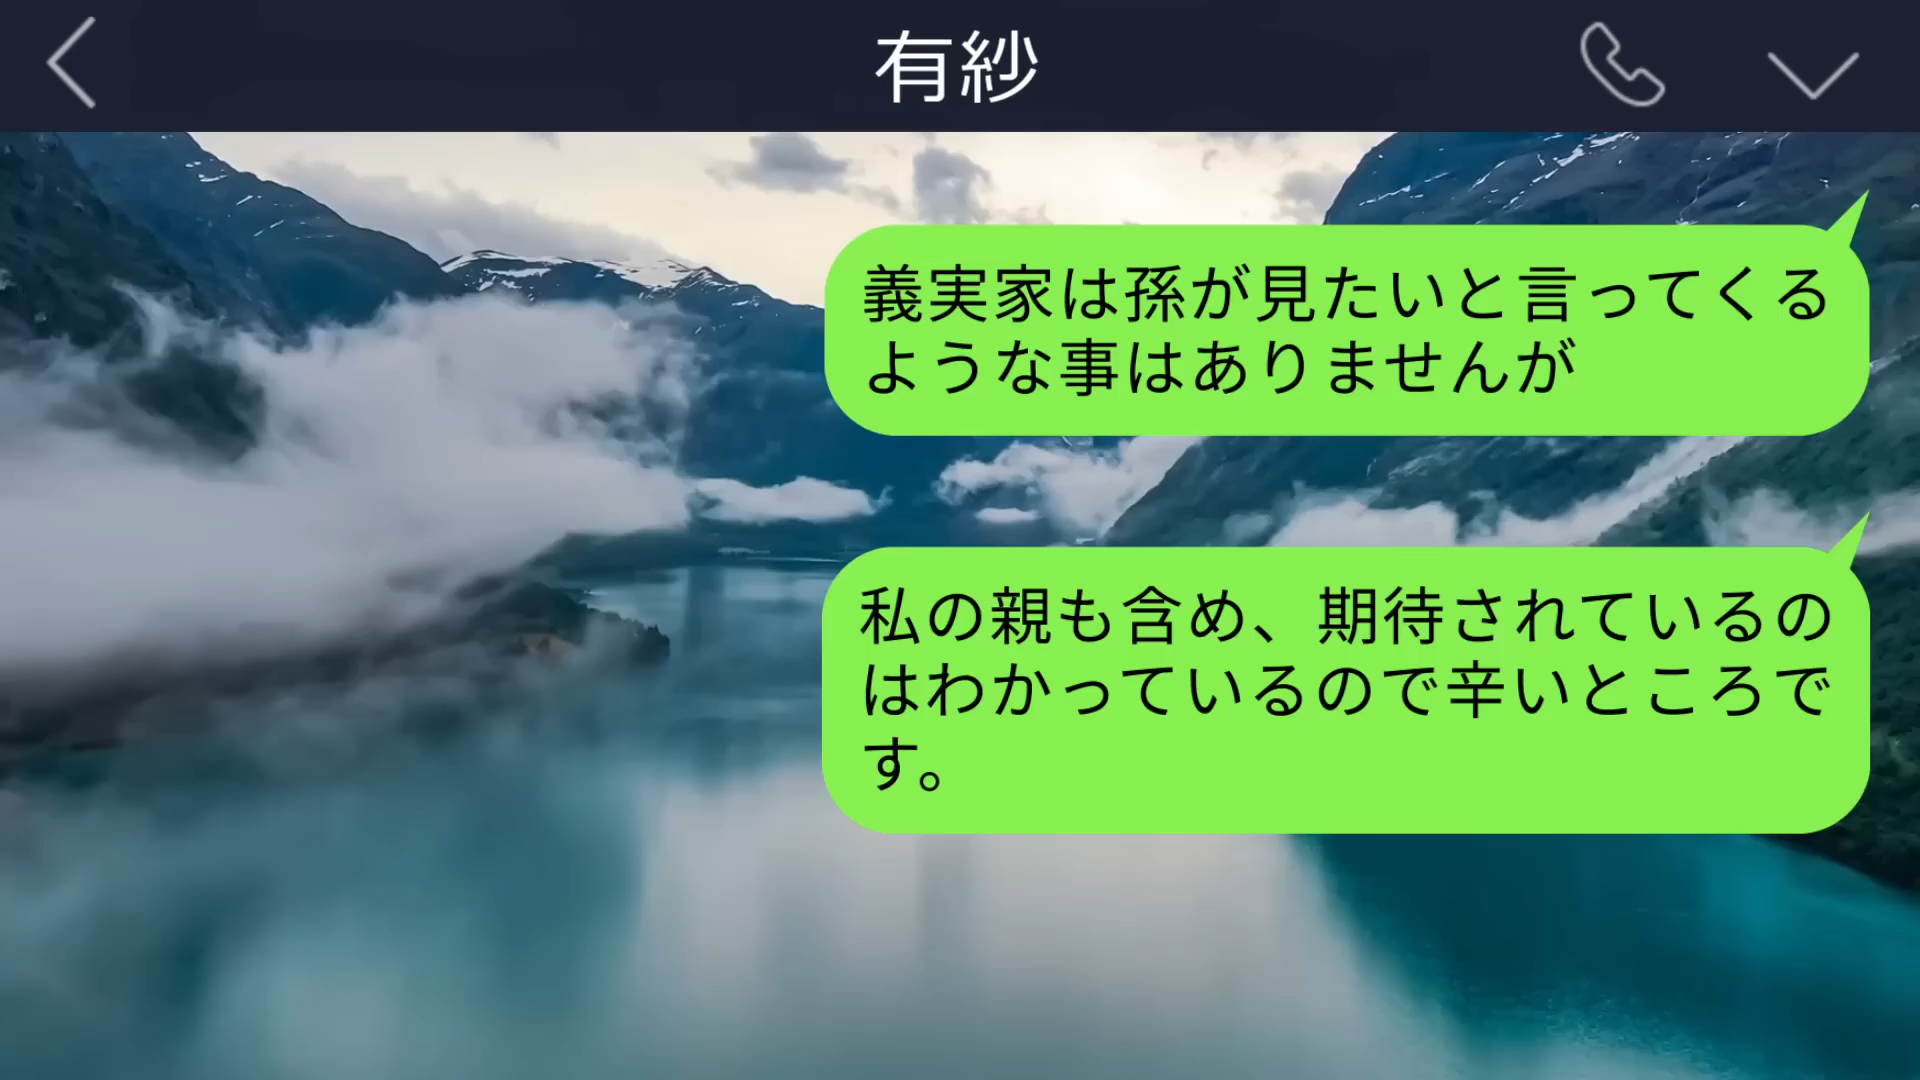 有紗
義実家は孫が見たいと言ってくる
ような事はありませんが
私の親も含め、期待されているの
はわかっているので辛いところで
す。